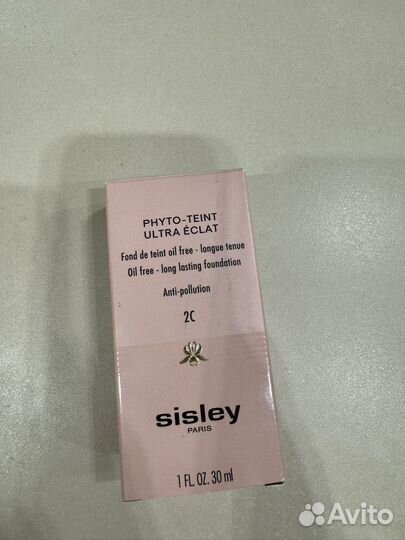 PHYTO-TEINT
ULTRA ÉCLAT
Fond de teint oil free - longue tenue
Oil free - long lasting foundation
Anti-pollution
2C
sisley
PARIS
1 FL. OZ. 30 ml
Avito